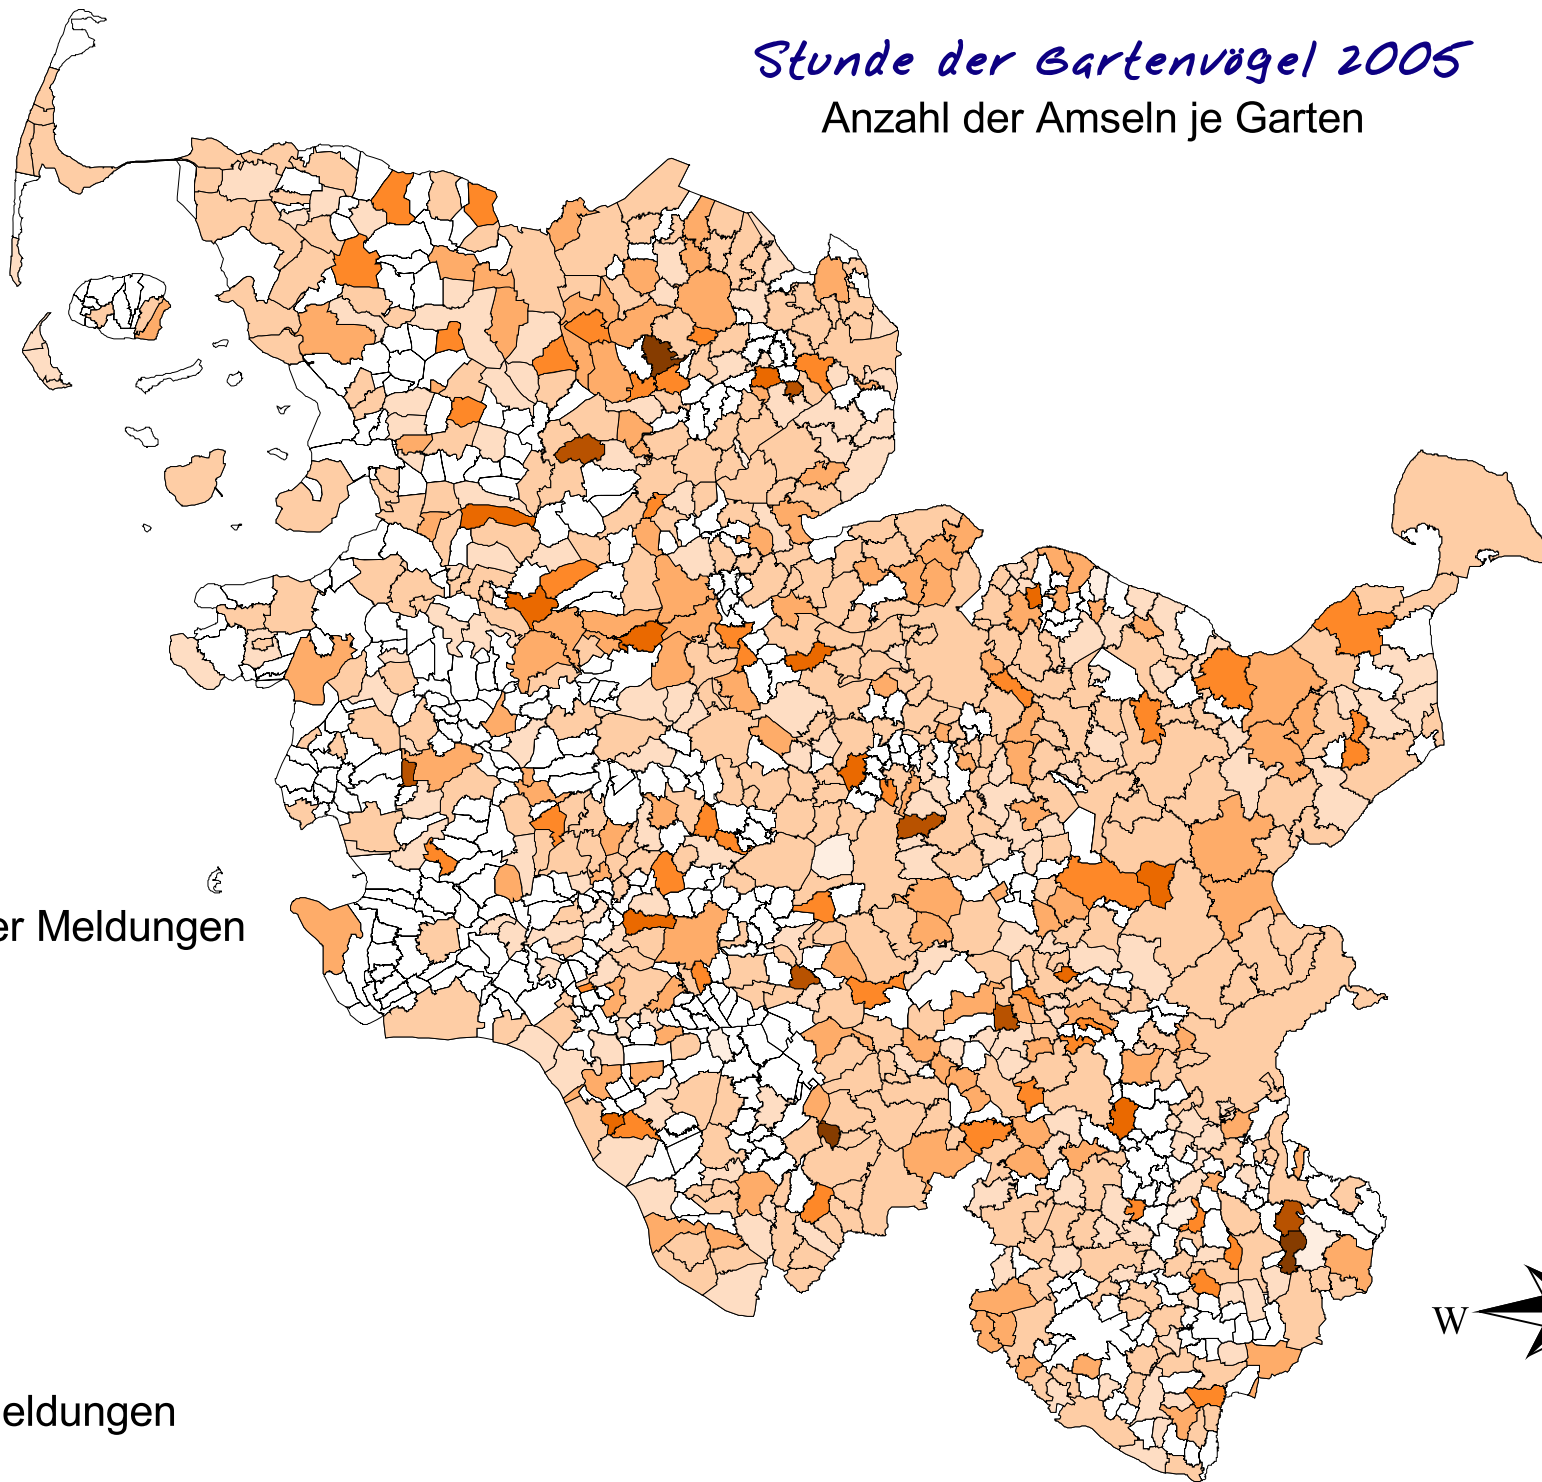 Stunde der Gartenvögel 2005
Anzahl der Amseln je Garten
er Meldungen
W
eldungen